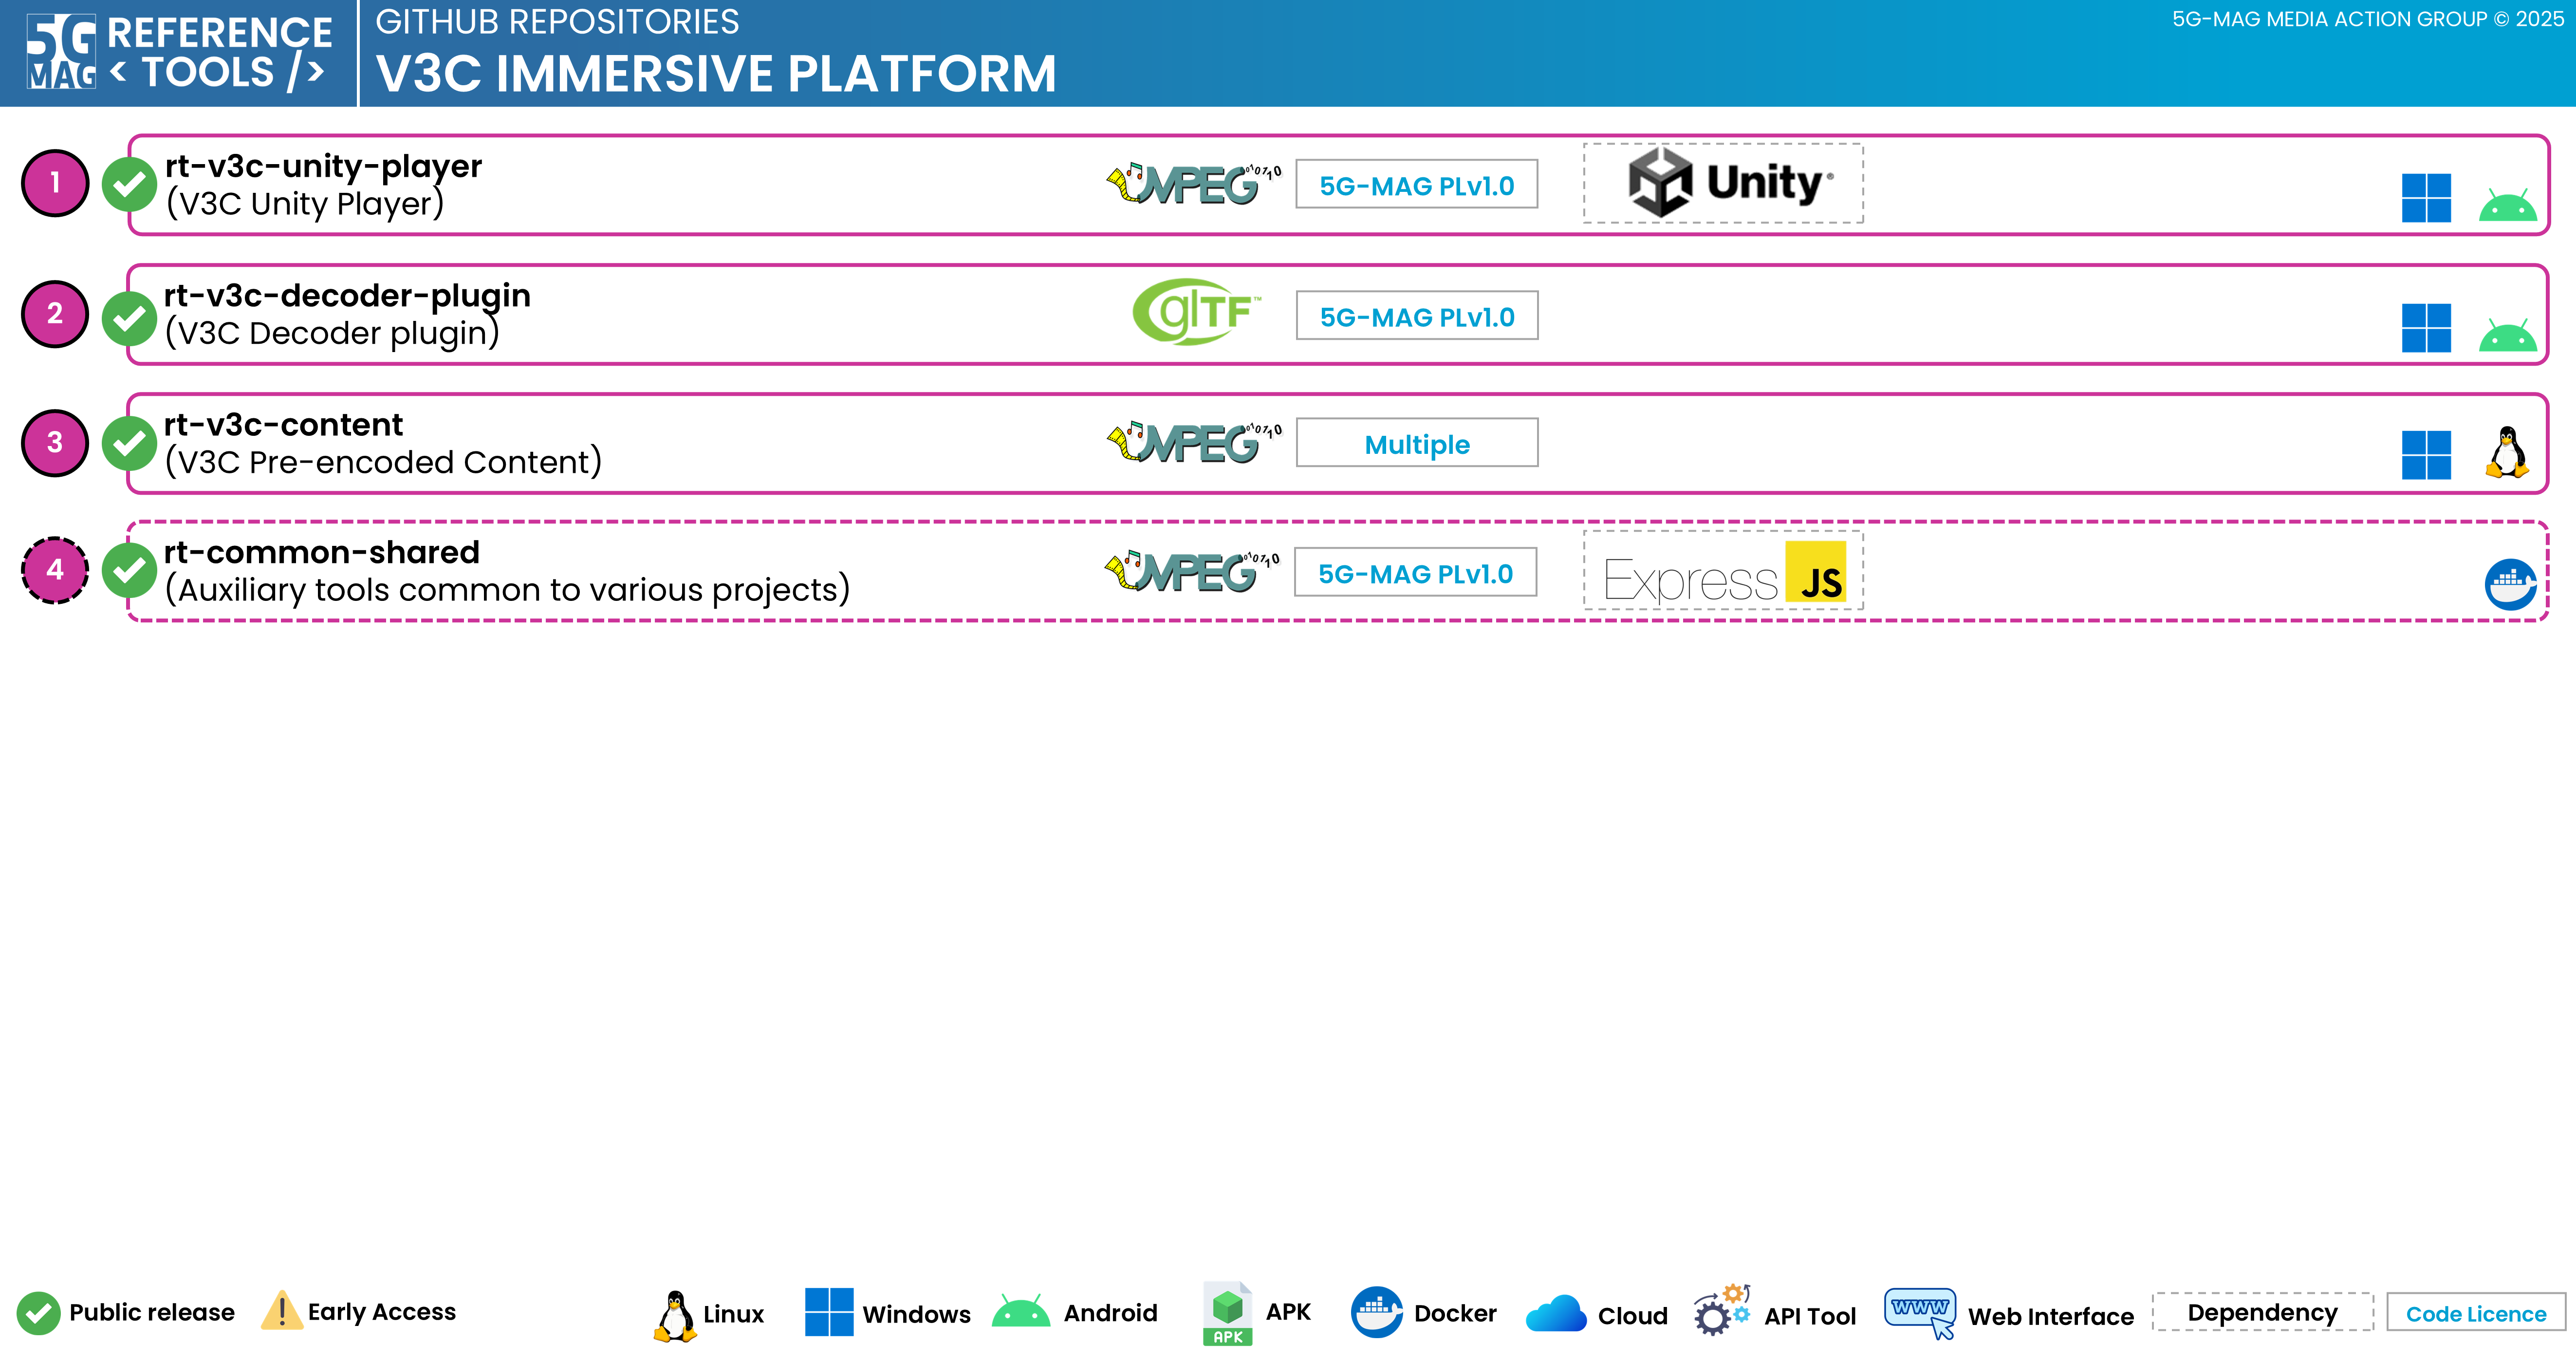 5G MAG
REFERENCE
< TOOLS />
GITHUB REPOSITORIES
V3C IMMERSIVE PLATFORM
5G-MAG MEDIA ACTION GROUP © 2025
1
rt-v3c-unity-player
(V3C Unity Player)
MPEG
5G-MAG PLv1.0
Unity®
2
rt-v3c-decoder-plugin
(V3C Decoder plugin)
glTF™
5G-MAG PLv1.0
3
rt-v3c-content
(V3C Pre-encoded Content)
MPEG
Multiple
4
rt-common-shared
(Auxiliary tools common to various projects)
MPEG
5G-MAG PLv1.0
Express JS
Public release
Early Access
Linux
Windows
Android
APK
APK
Docker
Cloud
API Tool
WWW
Web Interface
Dependency
Code Licence